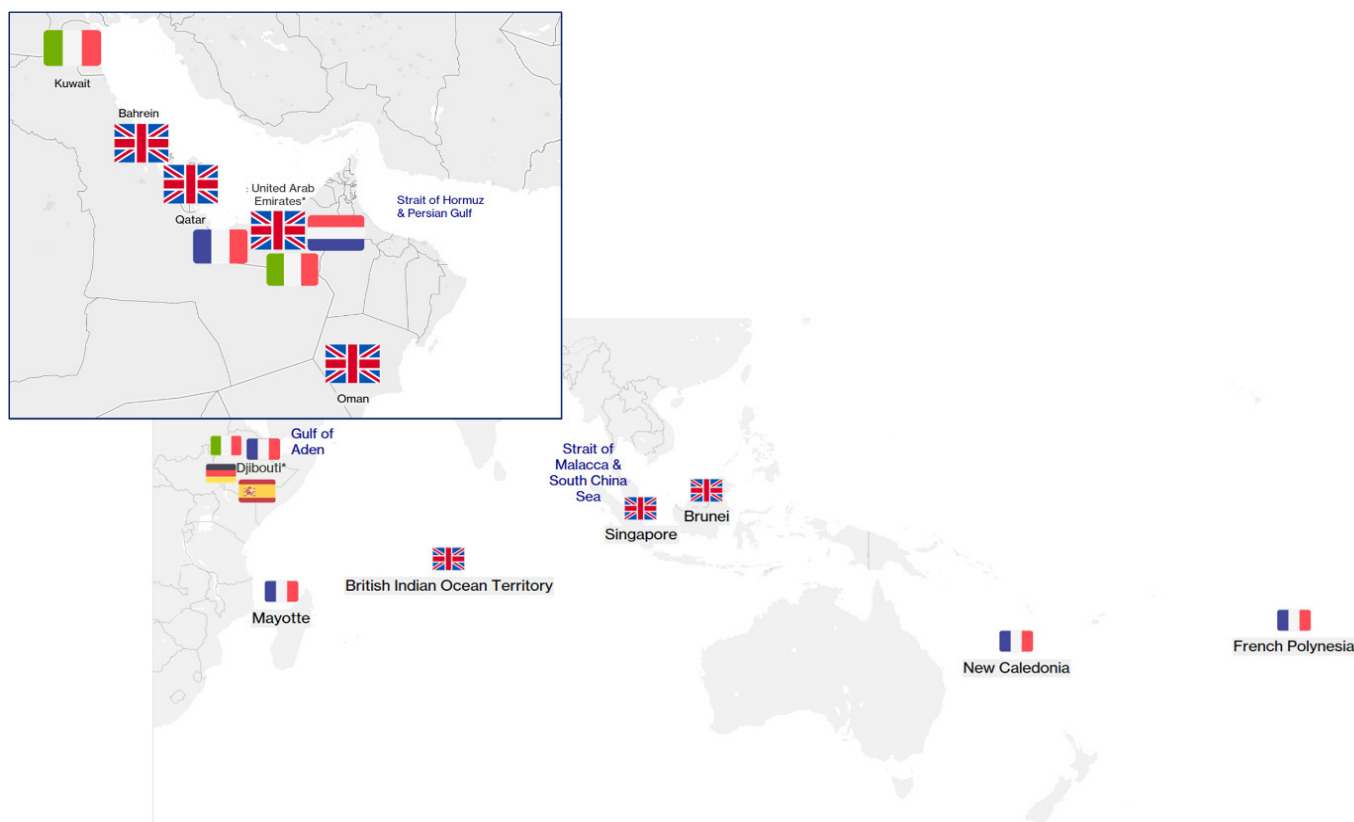 Kuwait
Bahrein
Qatar
: United Arab
Emirates*
Strait of Hormuz
& Persian Gulf
Oman
Gulf of
Aden
Djibouti*
Strait of
Malacca &
South China
Sea
Brunei
Singapore
British Indian Ocean Territory
Mayotte
New Caledonia
French Polynesia